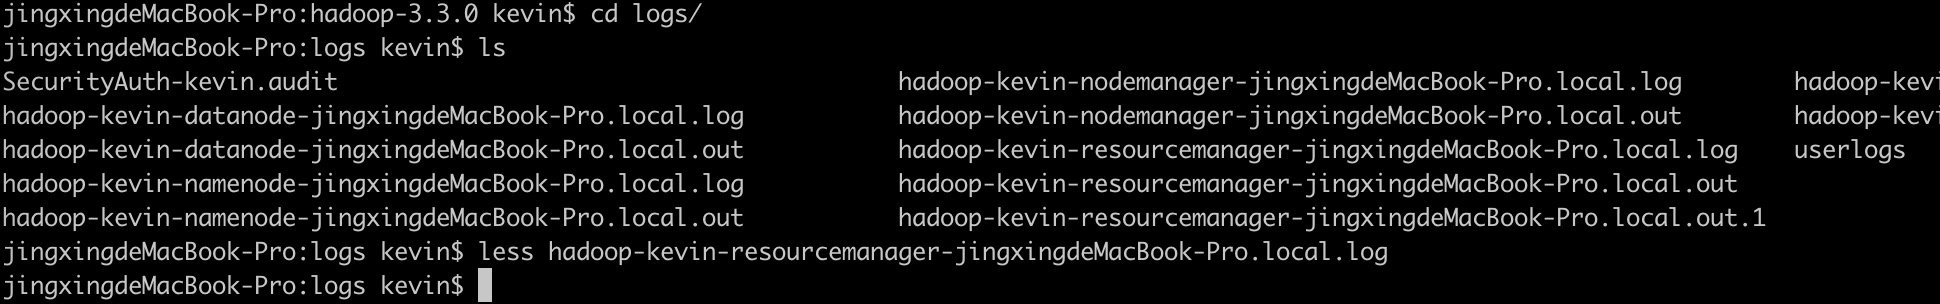 jingxingdeMacBook-Pro:hadoop-3.3.0 kevin$ cd logs/
jingxingdeMacBook-Pro:logs kevin$ ls
SecurityAuth-kevin.audit hadoop-kevin-nodemanager-jingxingdeMacBook-Pro.local.log hadoop-kevi
hadoop-kevin-datanode-jingxingdeMacBook-Pro.local.log hadoop-kevin-nodemanager-jingxingdeMacBook-Pro.local.out hadoop-kevi
hadoop-kevin-datanode-jingxingdeMacBook-Pro.local.out hadoop-kevin-resourcemanager-jingxingdeMacBook-Pro.local.log userlogs
hadoop-kevin-namenode-jingxingdeMacBook-Pro.local.log hadoop-kevin-resourcemanager-jingxingdeMacBook-Pro.local.out
hadoop-kevin-namenode-jingxingdeMacBook-Pro.local.out hadoop-kevin-resourcemanager-jingxingdeMacBook-Pro.local.out.1
jingxingdeMacBook-Pro:logs kevin$ less hadoop-kevin-resourcemanager-jingxingdeMacBook-Pro.local.log
jingxingdeMacBook-Pro:logs kevin$